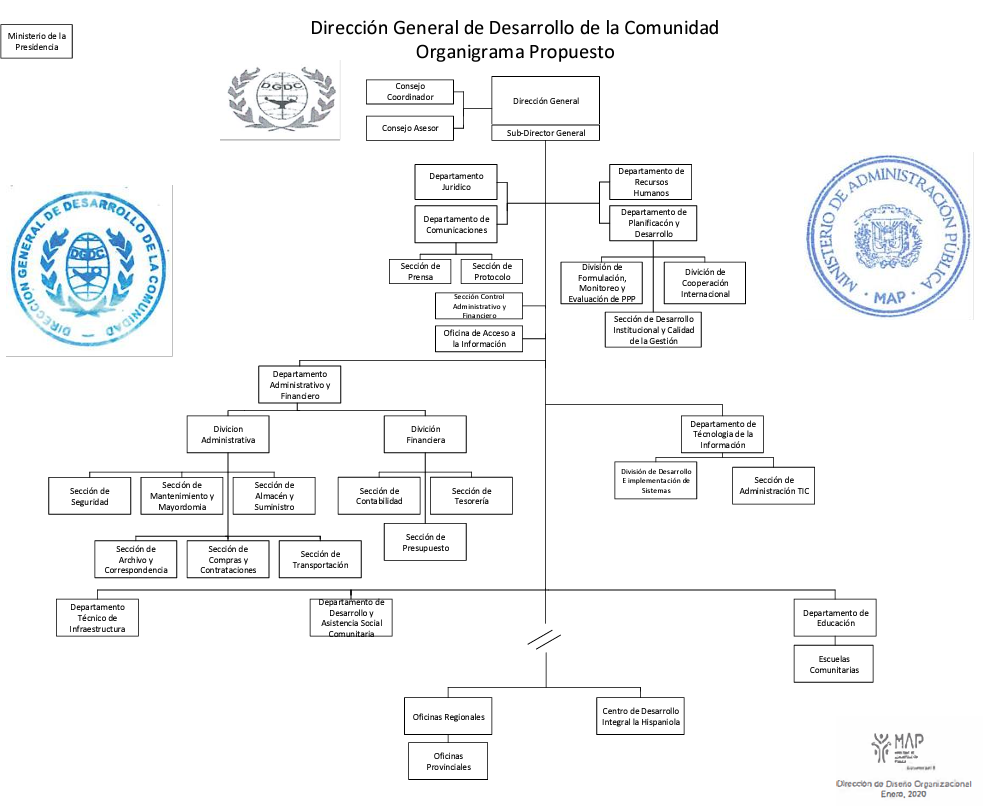 Dirección General de Desarrollo de la Comunidad
Organigrama Propuesto
Ministerio de la
Presidencia
DGDC
Consejo
Coordinador
Consejo Asesor
Dirección General
Sub-Director General
DIRECCION GENERAL DE DESARROLLO DE LA COMUNIDAD
DGDC
MINISTERIO DE ADMINISTRACIÓN PÚBLICA
• MAP •
Departamento
Juridico
Departamento de
Comunicaciones
Departamento de
Recursos
Humanos
Departamento de
Planificacón y
Desarrollo
Sección de
Prensa
Sección de
Protocolo
División de
Formulación,
Monitoreo y
Evaluación de PPP
Divición de
Cooperación
Internacional
Sección Control
Administrativo y
Financiero
Oficina de Acceso a
la Información
Sección de Desarrollo
Institucional y Calidad
de la Gestión
Departamento
Administrativo y
Financiero
Divicion
Administrativa
Divición
Financiera
Departamento de
Técnologia de la
Información
Sección de
Seguridad
Sección de
Mantenimiento y
Mayordomia
Sección de
Almacén y
Suministro
Sección de
Contabilidad
Sección de
Tesorería
División de Desarrollo
E implementación de
Sistemas
Sección de
Administración TIC
Sección de
Presupuesto
Sección de
Archivo y
Correspondencia
Sección de
Compras y
Contrataciones
Sección de
Transportación
Departamento
Técnico de
Infraestructura
Departamento de
Desarrollo y
Asistencia Social
Comunitaria
Departamento de
Educación
Escuelas
Comunitarias
Oficinas Regionales
Centro de Desarrollo
Integral la Hispaniola
Oficinas
Provinciales
MAP
Dirección de Diseño Organizacional
Enero, 2020